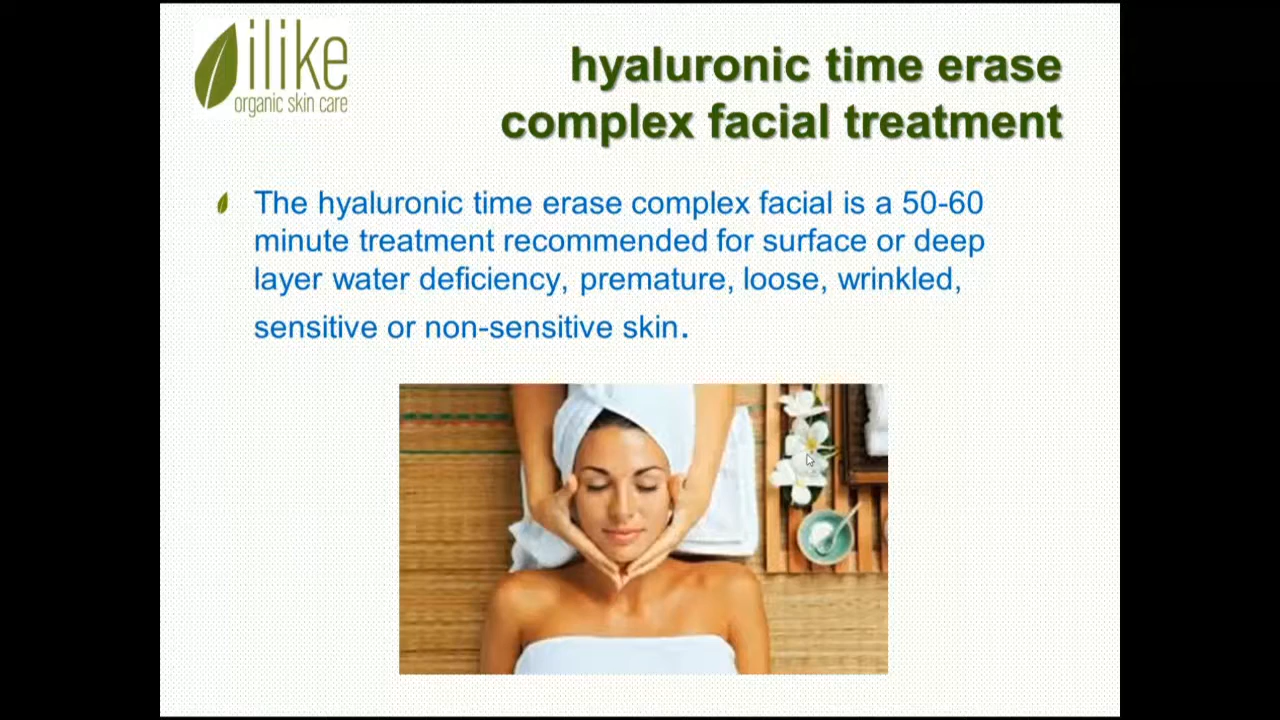 ilike
organic skin care
hyaluronic time erase
complex facial treatment
The hyaluronic time erase complex facial is a 50-60
minute treatment recommended for surface or deep
layer water deficiency, premature, loose, wrinkled,
sensitive or non-sensitive skin.